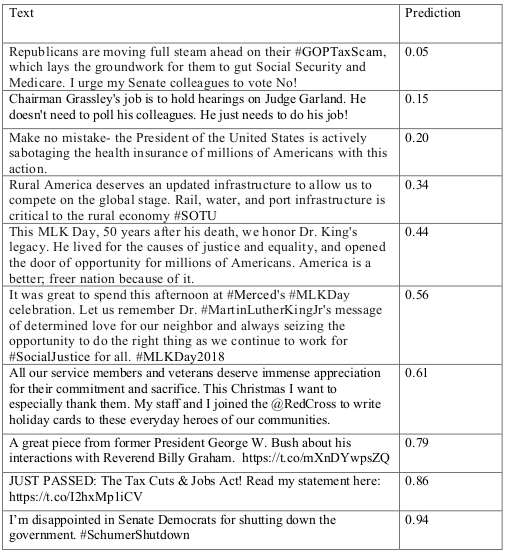 Text Prediction
Republicans are moving full steam ahead on their #GOPTaxScam, 0.05
which lays the groundwork for them to gut Social Security and
Medicare. I urge my Senate colleagues to vote No!
Chairman Grassley's job is to hold hearings on Judge Garland. He 0.15
doesn't need to poll his colleagues. He just needs to do his job!
Make no mistake- the President of the United States is actively 0.20
sabotaging the health insurance of millions of Americans with this
action.
Rural America deserves an updated infrastructure to allow us to 0.34
compete on the global stage. Rail, water, and port infrastructure is
critical to the rural economy #SOTU
This MLK Day, 50 years after his death, we honor Dr. King's 0.44
legacy. He lived for the causes of justice and equality, and opened
the door of opportunity for millions of Americans. America is a
better; freer nation because of it.
It was great to spend this afternoon at #Merced's #MLKDay 0.56
celebration. Let us remember Dr. #MartinLutherKingJr's message
of determined love for our neighbor and always seizing the
opportunity to do the right thing as we continue to work for
#SocialJustice for all. #MLKDay2018
All our service members and veterans deserve immense appreciation 0.61
for their commitment and sacrifice. This Christmas I want to
especially thank them. My staff and I joined the @RedCross to write
holiday cards to these everyday heroes of our communities.
A great piece from former President George W. Bush about his 0.79
interactions with Reverend Billy Graham. https://t.co/mXnDYwpsZQ
JUST PASSED: The Tax Cuts & Jobs Act! Read my statement here: 0.86
https://t.co/I2hxMp1iCV
I'm disappointed in Senate Democrats for shutting down the 0.94
government. #SchumerShutdown